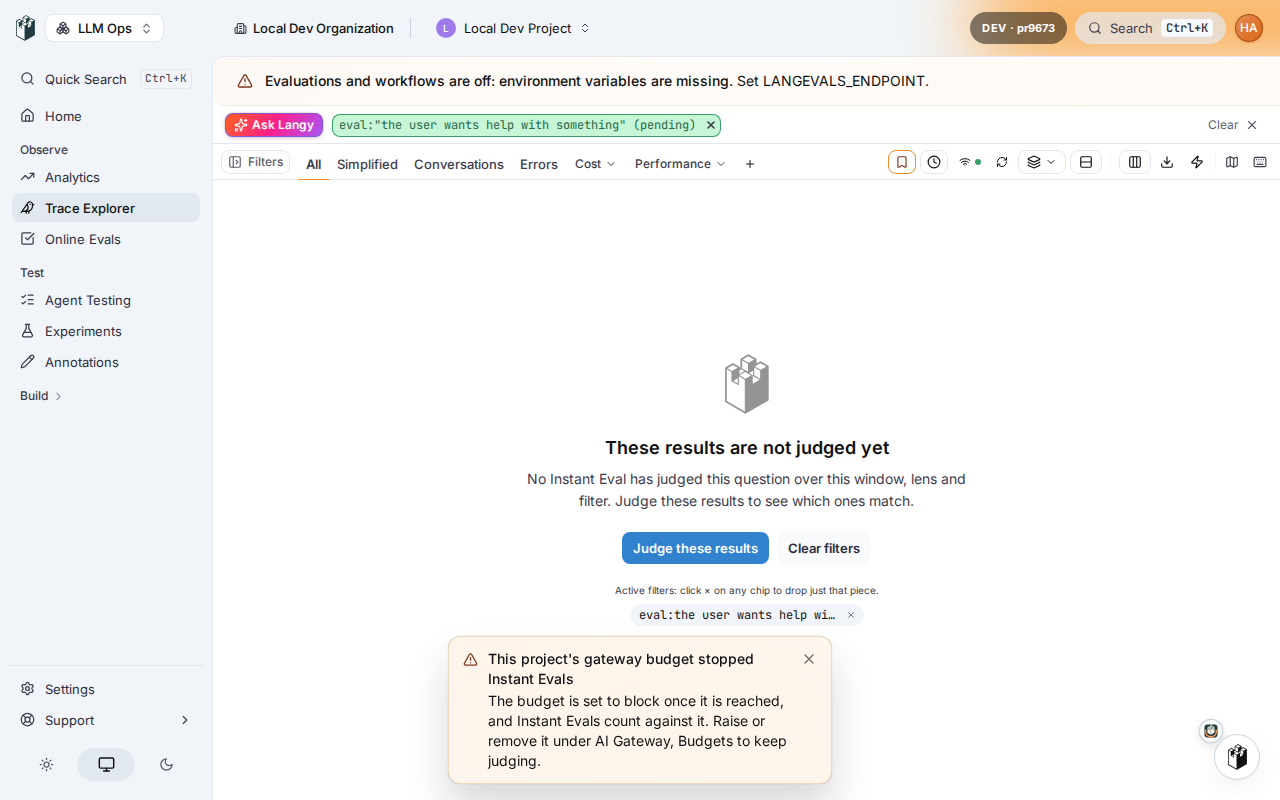 LLM Ops
Local Dev Organization
L
Local Dev Project
DEV · pr9673
Search
Ctrl+K
HA
Quick Search
Ctrl+K
Home
Observe
Analytics
Trace Explorer
Online Evals
Test
Agent Testing
Experiments
Annotations
Build
Settings
Support
Evaluations and workflows are off: environment variables are missing. Set LANGEVALS_ENDPOINT.
Ask Langy
eval:"the user wants help with something" (pending) ×
Clear ×
Filters
All
Simplified
Conversations
Errors
Cost
Performance
+
These results are not judged yet
No Instant Eval has judged this question over this window, lens and
filter. Judge these results to see which ones match.
Judge these results
Clear filters
Active filters: click × on any chip to drop just that piece.
eval:the user wants help wi… ×
This project's gateway budget stopped
Instant Evals
The budget is set to block once it is reached,
and Instant Evals count against it. Raise or
remove it under AI Gateway, Budgets to keep
judging.